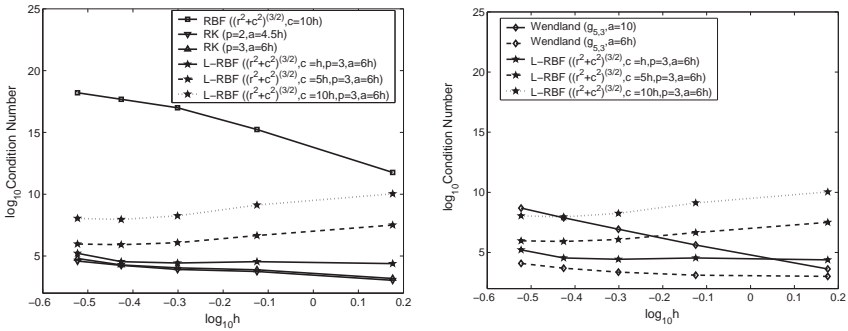 25
20
15
10
5
log10Condition Number
−0.6 −0.5 −0.4 −0.3 −0.2 −0.1 0 0.1 0.2
log10h
RBF ((r²+c²)^(3/2),c=10h)
RK (p=2,a=4.5h)
RK (p=3,a=6h)
L−RBF ((r²+c²)^(3/2),c =h,p=3,a=6h)
L−RBF ((r²+c²)^(3/2),c =5h,p=3,a=6h)
L−RBF ((r²+c²)^(3/2),c =10h,p=3,a=6h)
25
20
15
10
5
log10Condition Number
−0.6 −0.5 −0.4 −0.3 −0.2 −0.1 0 0.1 0.2
log10h
Wendland (g5,3,a=10)
Wendland (g5,3,a=6h)
L−RBF ((r²+c²)^(3/2),c =h,p=3,a=6h)
L−RBF ((r²+c²)^(3/2),c =5h,p=3,a=6h)
L−RBF ((r²+c²)^(3/2),c =10h,p=3,a=6h)